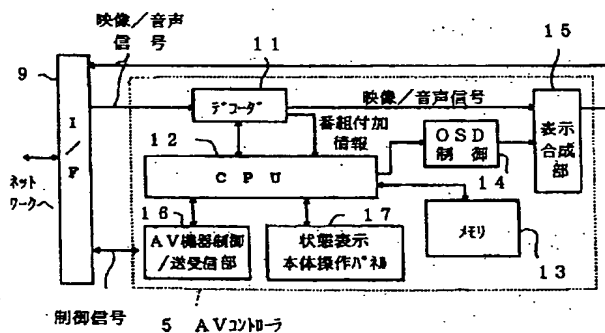 映像／音声
信 号
９
１１
１５
I／F
ﾃﾞｺｰﾀﾞ
映像／音声信号
番組付加
情報
１２
ＯＳＤ
制御
表示
合成
部
ＣＰＵ
１４
ﾈｯﾄ
ﾜｰｸへ
１６
１７
ＡＶ機器制御
/送受信部
状態表示
本体操作ﾊﾟﾈﾙ
ﾒﾓﾘ
１３
制御信号
５ ＡＶｺﾝﾄﾛｰﾗ